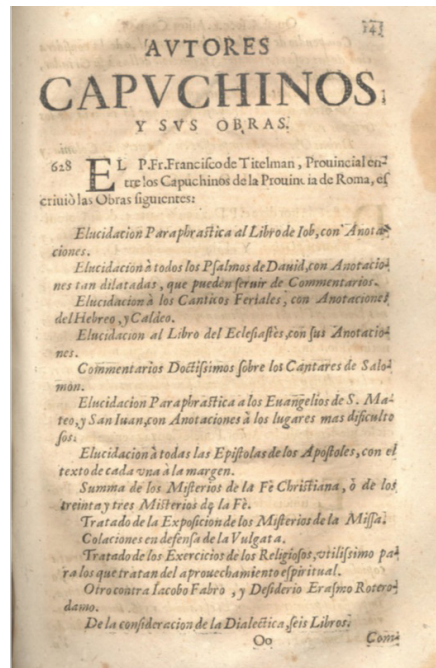 145
AVTORES
CAPVCHINOS,
Y SVS OBRAS.
628 EL P.Fr.Francisco de Titelman, Prouincial en-
tre los Capuchinos de la Prouincia de Roma, es
criuiò las Obras siguientes:
Elucidacion Paraphrastica al Libro de Iob, con Anota-
ciones.
Elucidacion à todos los Psalmos de Dauid, con Anotacio-
nes tan dilatadas, que pueden seruir de Commentarios.
Elucidacion à los Canticos Feriales, con Anotaciones
del Hebreo, y Caldeo.
Elucidacion al Libro del Eclesiastes, con sus Anotacio-
nes.
Commentarios Doctissimos sobre los Cantares de Salo-
mon.
Elucidacion Paraphrastica a los Euangelios de S. Ma-
teo, y San Iuan, con Anotaciones à los lugares mas dificulto
sos.
Elucidacion à todas las Epistolas de los Apostoles, con el
texto de cada vna à la margen.
Summa de los Misterios de la Fè Christiana, ò de los
treinta y tres Misterios de la Fè.
Tratado de la Exposicion de los Misterios de la Missa.
Colaciones en defensa de la Vulgata.
Tratado de los Exercicios de los Religiosos, vtilissimo pa-
ra los que tratan del aprouechamiento espiritual.
Otro contra Iacobo Fabro, y Desiderio Erasmo Rotero-
damo.
De la consideracion de la Dialectica, seis Libros.
Oo Com-